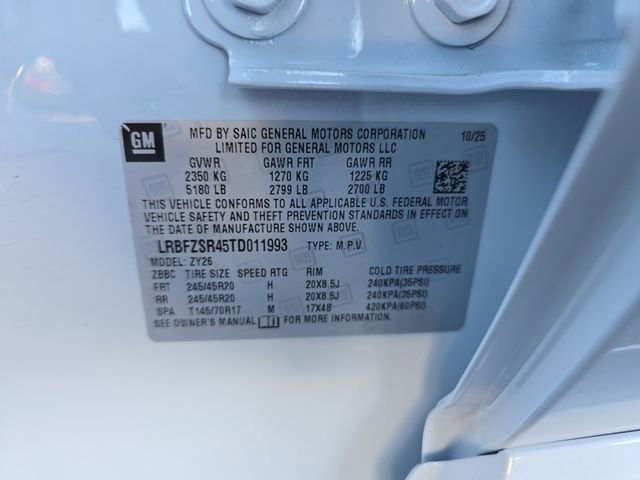 GM
MFD BY SAIC GENERAL MOTORS CORPORATION 10/25
LIMITED FOR GENERAL MOTORS LLC
GVWR GAWR FRT GAWR RR
2350 KG 1270 KG 1225 KG
5180 LB 2799 LB 2700 LB
THIS VEHICLE CONFORMS TO ALL APPLICABLE U.S. FEDERAL MOTOR
VEHICLE SAFETY AND THEFT PREVENTION STANDARDS IN EFFECT ON
THE DATE OF MANUFACTURE SHOWN ABOVE.
LRBFZSR45TD011993 TYPE: M.P.V.
MODEL: ZY26
ZBBC TIRE SIZE SPEED RTG RIM COLD TIRE PRESSURE
FRT 245/45R20 H 20X8.5J 240KPA(35PSI)
RR 245/45R20 H 20X8.5J 240KPA(35PSI)
SPA T145/70R17 M 17X4B 420KPA(60PSI)
SEE OWNER'S MANUAL FOR MORE INFORMATION.